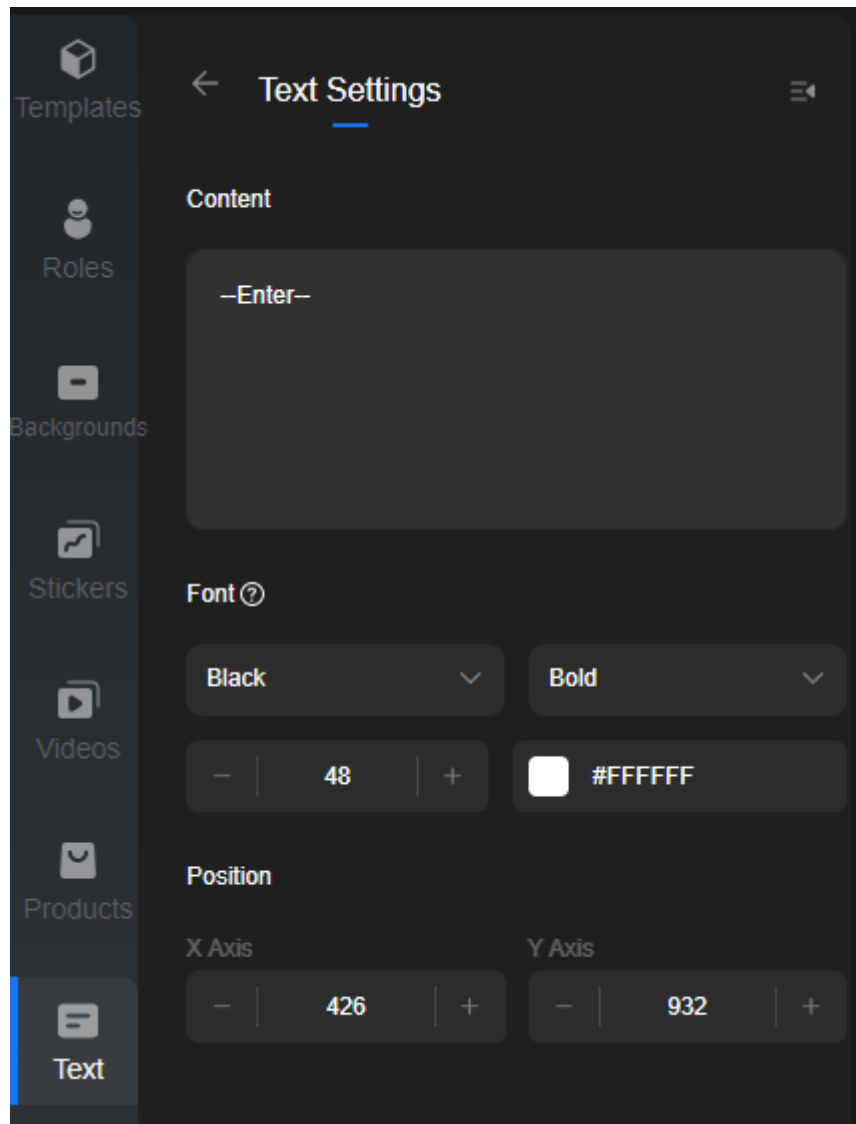 Templates
Roles
Backgrounds
Stickers
Videos
Products
Text
Text Settings
Content
--Enter--
Font ?
Black
Bold
− 48 +
#FFFFFF
Position
X Axis
Y Axis
− 426 +
− 932 +